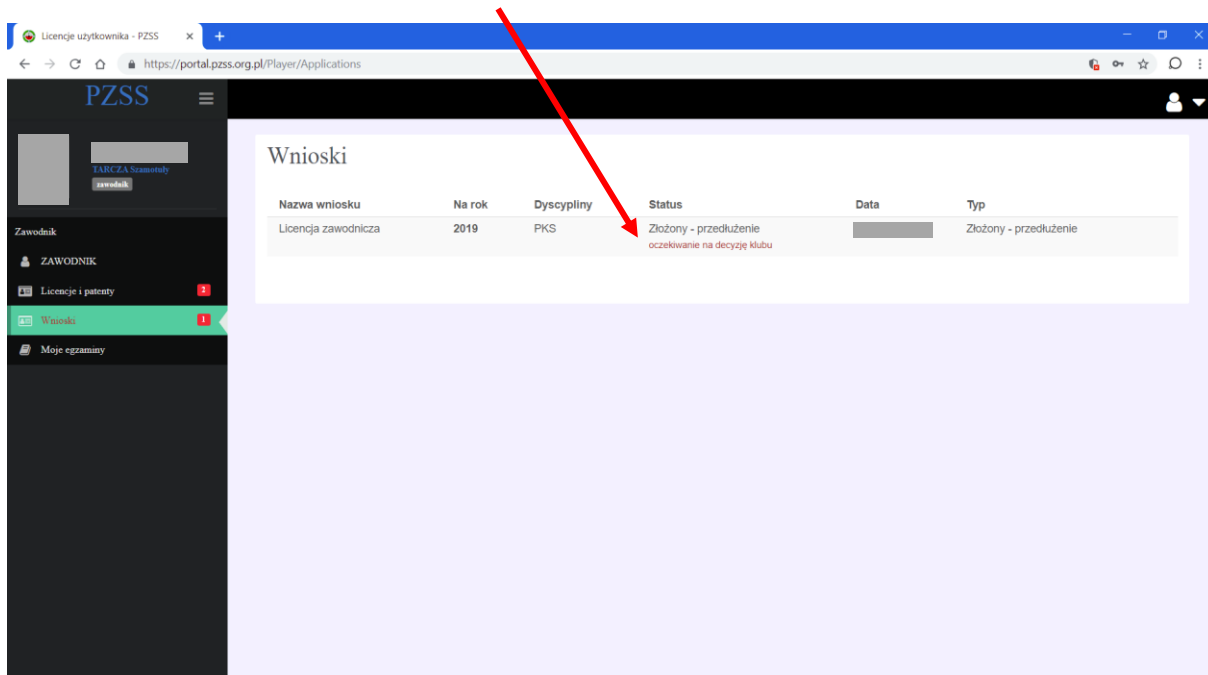 Licencje użytkownika - PZSS
https://portal.pzss.org.pl/Player/Applications
PZSS
TARCZA Szamotuły
zawodnik
Zawodnik
ZAWODNIK
Licencje i patenty 2
Wnioski 1
Moje egzaminy
Wnioski
Nazwa wniosku Na rok Dyscypliny Status Data Typ
Licencja zawodnicza 2019 PKS Złożony - przedłużenie Złożony - przedłużenie
oczekiwanie na decyzję klubu